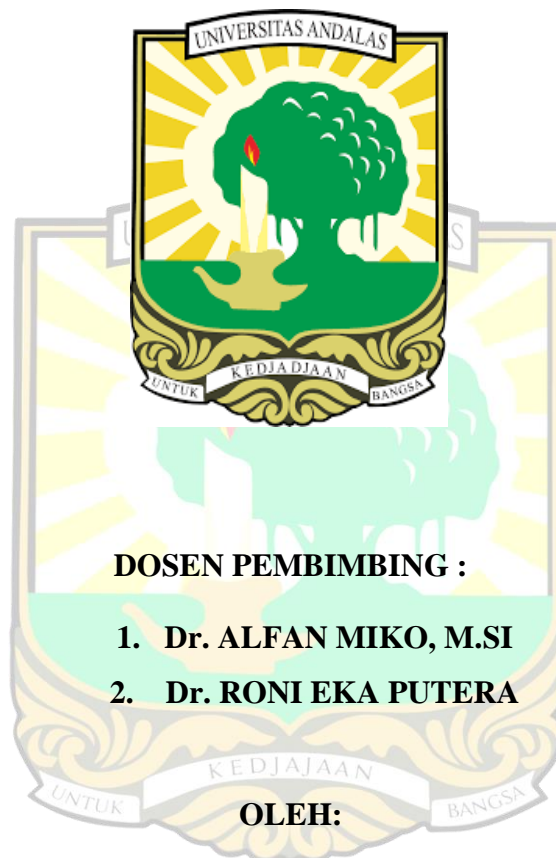 UNIVERSITAS ANDALAS
UNTUK KEDJADJAAN BANGSA
DOSEN PEMBIMBING :
1. Dr. ALFAN MIKO, M.SI
2. Dr. RONI EKA PUTERA
UNTUK KEDJAJAAN BANGSA
OLEH: